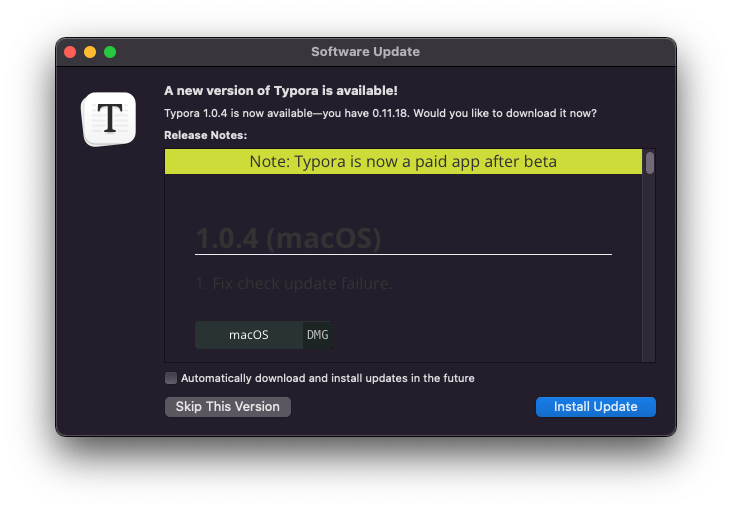 Software Update
T
A new version of Typora is available!
Typora 1.0.4 is now available—you have 0.11.18. Would you like to download it now?
Release Notes:
Note: Typora is now a paid app after beta
1.0.4 (macOS)
1. Fix check update failure.
macOS DMG
Automatically download and install updates in the future
Skip This Version Install Update